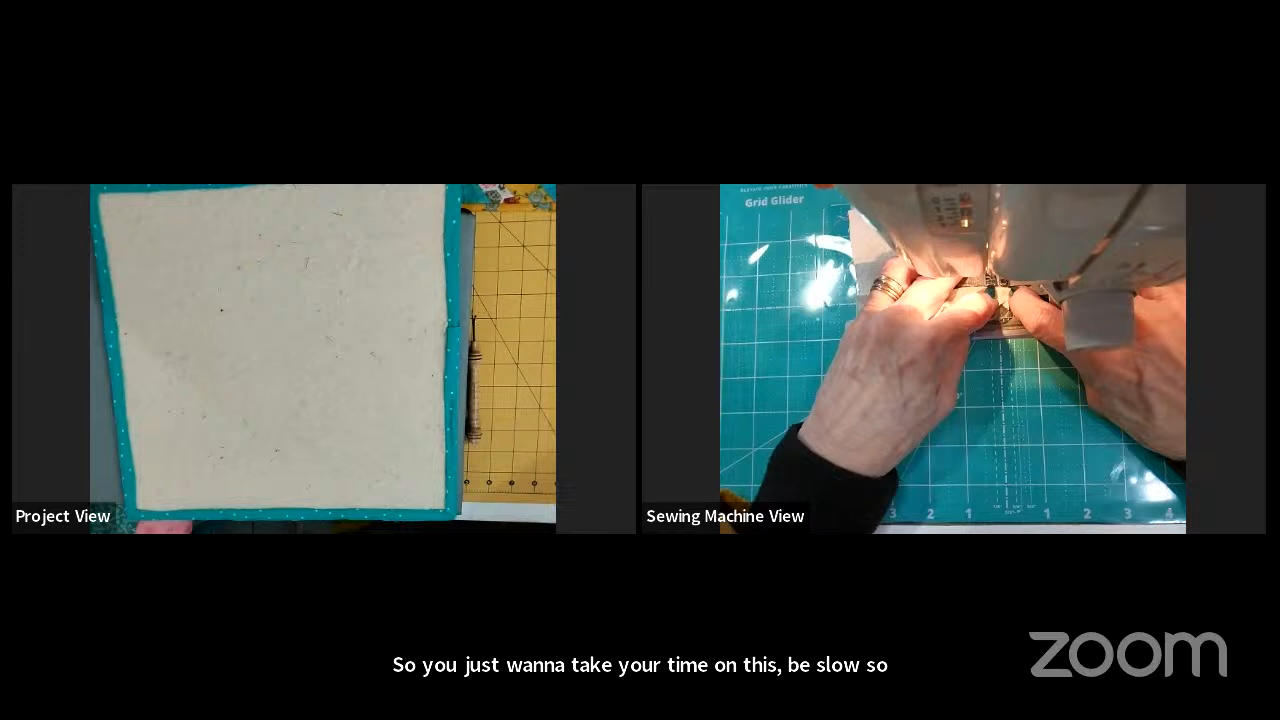 Grid Glider
Project View
Sewing Machine View
3 2 1 1 2 3 4
So you just wanna take your time on this, be slow so
zoom